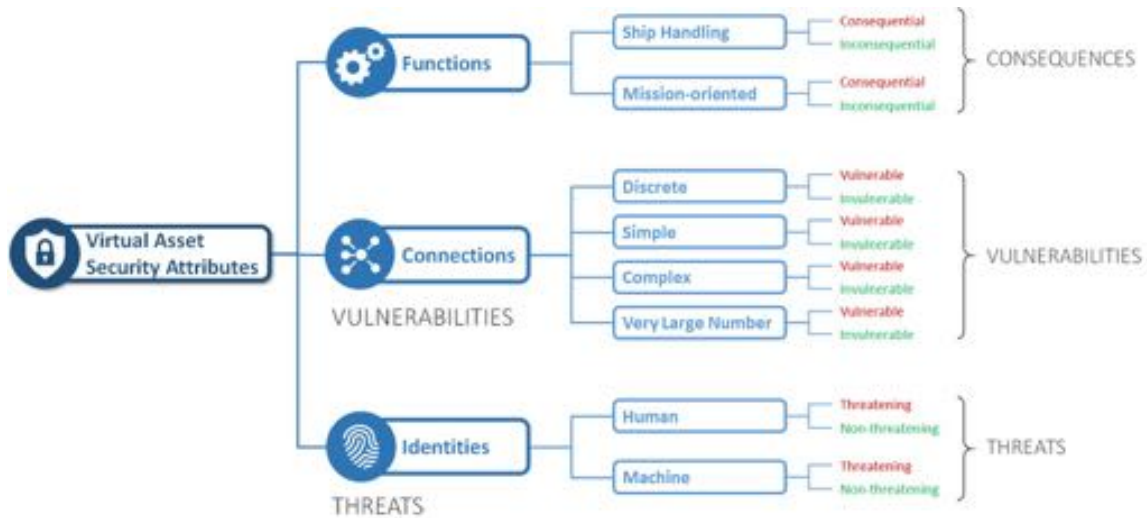 Functions
Ship Handling
Consequential
Inconsequential
Mission-oriented
Consequential
Inconsequential
CONSEQUENCES
Virtual Asset
Security Attributes
Connections
VULNERABILITIES
Discrete
Vulnerable
Invulnerable
Simple
Vulnerable
Invulnerable
Complex
Vulnerable
Invulnerable
Very Large Number
Vulnerable
Invulnerable
VULNERABILITIES
Identities
THREATS
Human
Threatening
Non-threatening
Machine
Threatening
Non-threatening
THREATS